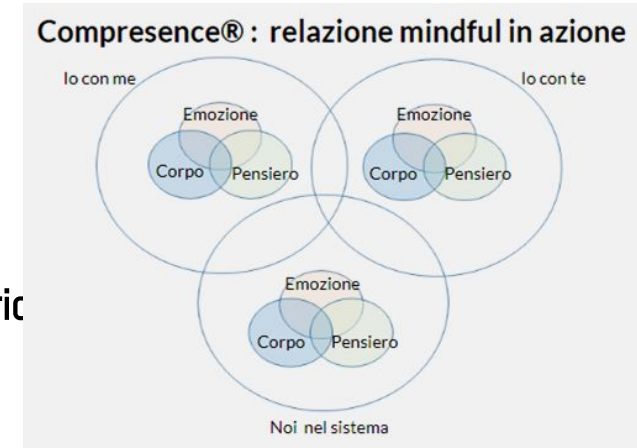 Compresence® : relazione mindful in azione
Io con me
Io con te
Emozione
Emozione
Corpo
Pensiero
Corpo
Pensiero
Emozione
Corpo
Pensiero
Noi nel sistema